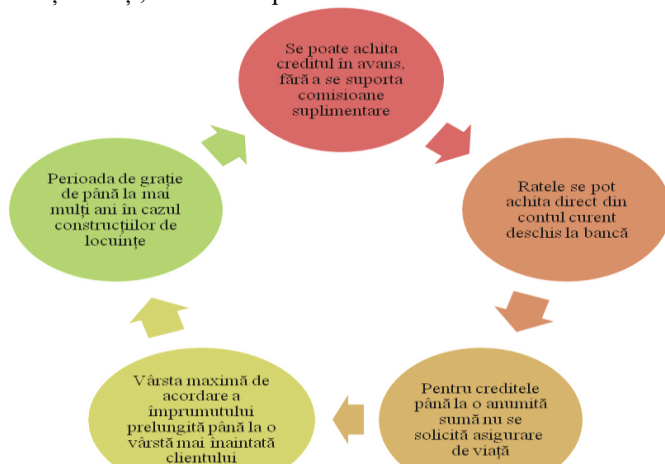 Se poate achita
creditul în avans,
fără a se suporta
comisioane
suplimentare
Ratele se pot
achita direct din
contul curent
deschis la bancă
Pentru creditele
până la o anumită
sumă nu se
solicită asigurare
de viață
Vârsta maximă de
acordare a
împrumutului
prelungită până la o
vârstă mai înaintată
clientului
Perioada de grație
de până la mai
mulți ani în cazul
construcțiilor de
locuințe